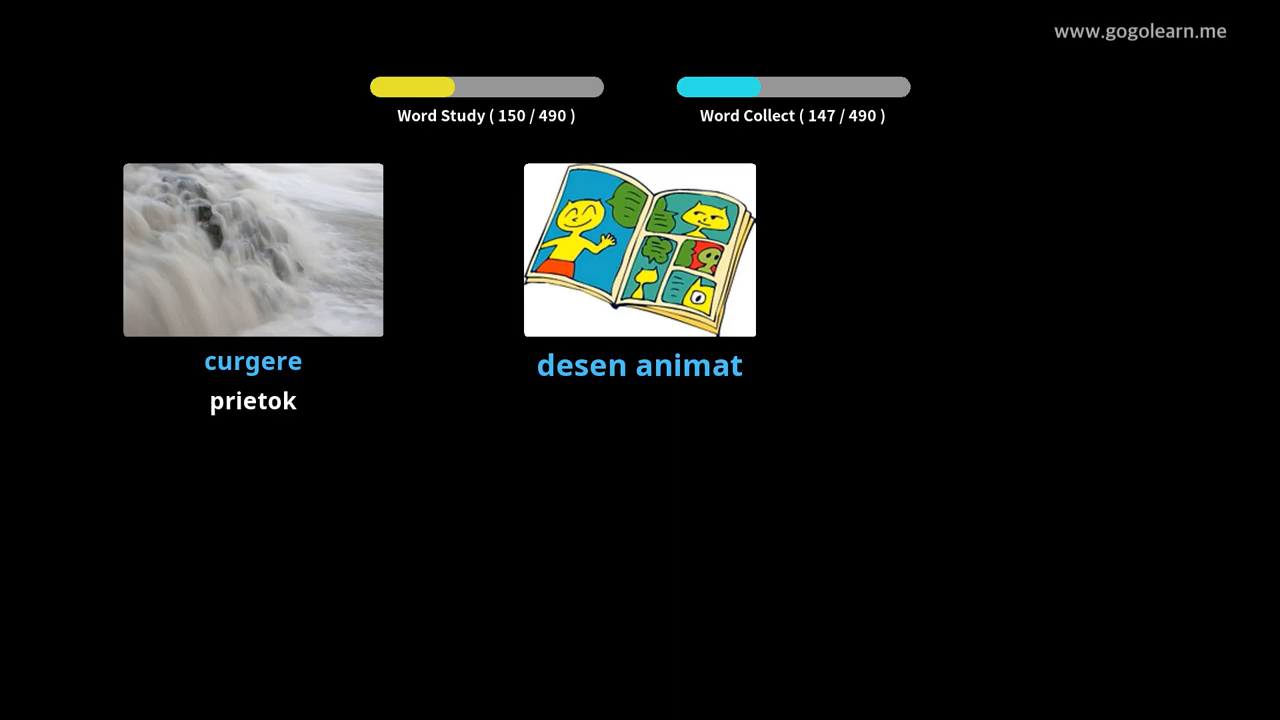 www.gogolearn.me
Word Study ( 150 / 490 )
Word Collect ( 147 / 490 )
curgere
prietok
desen animat